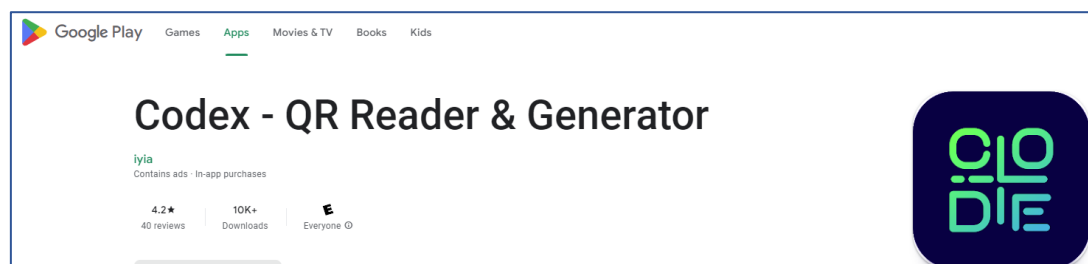 Google Play Games Apps Movies & TV Books Kids
Codex - QR Reader & Generator
iyia
Contains ads · In-app purchases
4.2★ 10K+ E
40 reviews Downloads Everyone
CO
DE